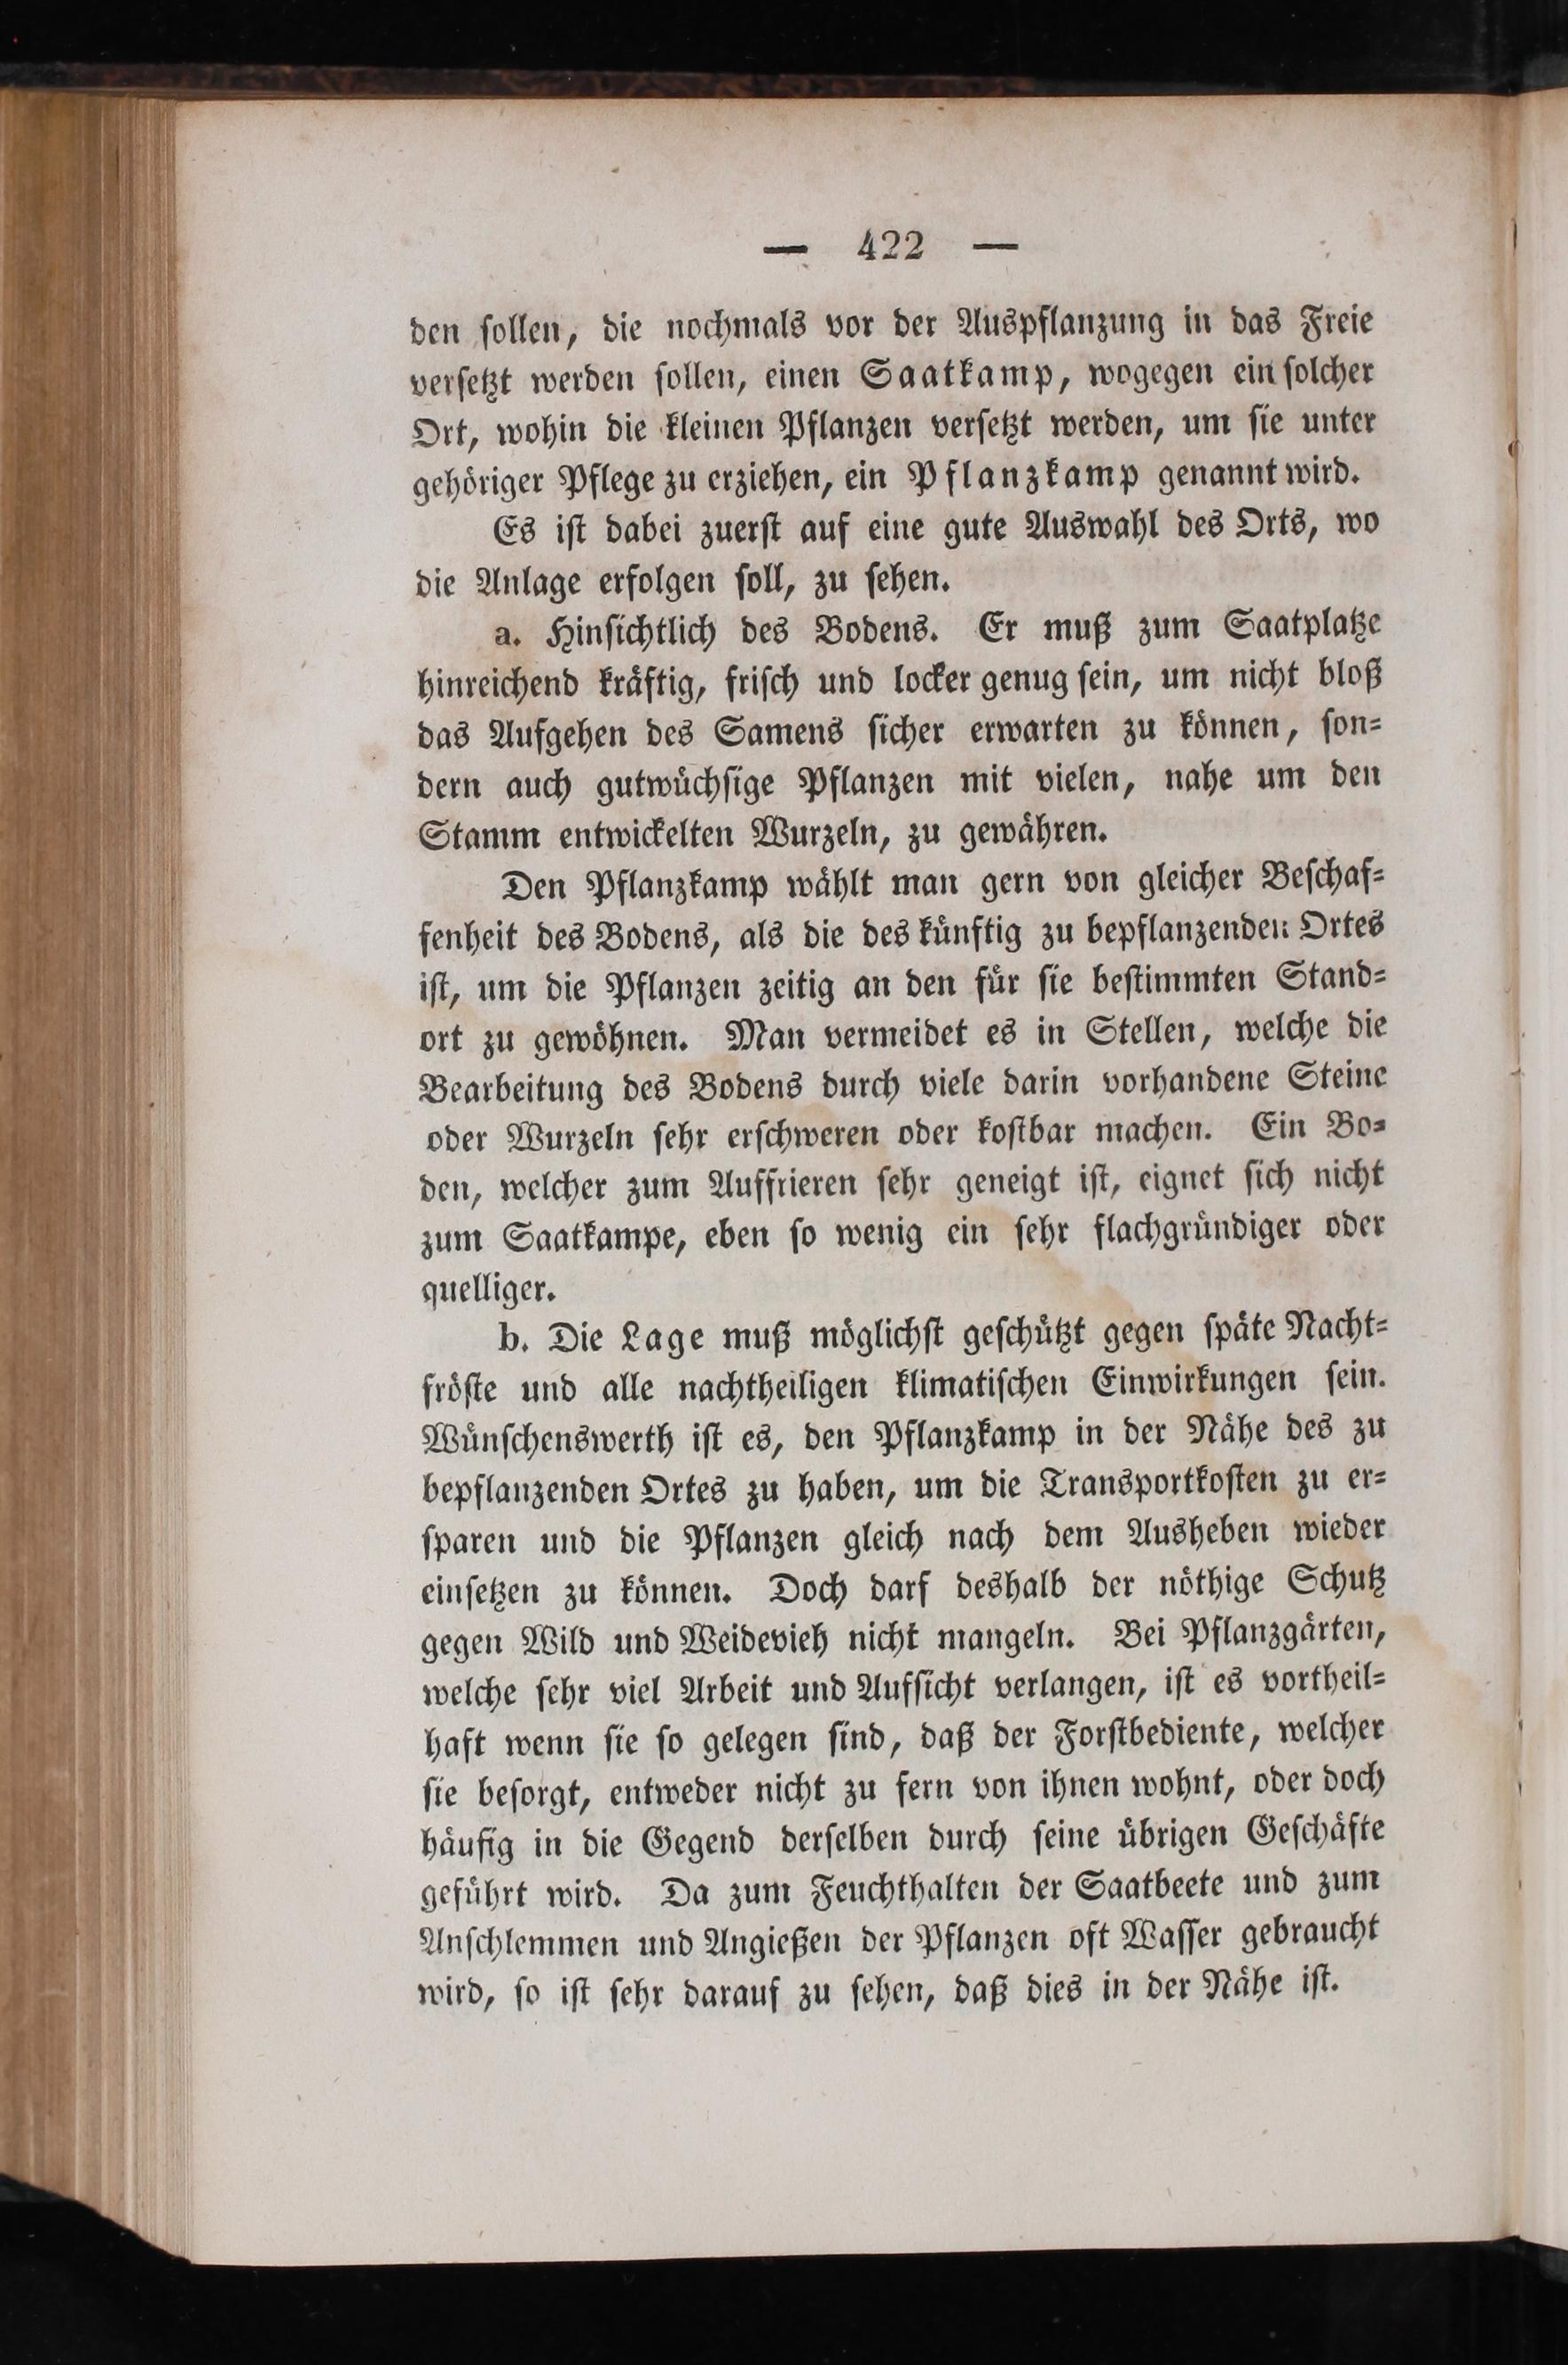 — 422 —
den ſollen, die nochmals vor der Auspflanzung in das Freie
verſetzt werden ſollen, einen Saatkamp, wogegen ein ſolcher
Ort, wohin die kleinen Pflanzen verſetzt werden, um ſie unter
gehöriger Pflege zu erziehen, ein Pflanzkamp genannt wird.
Es iſt dabei zuerſt auf eine gute Auswahl des Orts, wo
die Anlage erfolgen ſoll, zu ſehen.
a. Hinſichtlich des Bodens. Er muß zum Saatplatze
hinreichend kräftig, friſch und locker genug ſein, um nicht bloß
das Aufgehen des Samens ſicher erwarten zu können, ſon⸗
dern auch gutwüchſige Pflanzen mit vielen, nahe um den
Stamm entwickelten Wurzeln, zu gewähren.
Den Pflanzkamp wählt man gern von gleicher Beſchaf⸗
fenheit des Bodens, als die des künftig zu bepflanzenden Ortes
iſt, um die Pflanzen zeitig an den für ſie beſtimmten Stand⸗
ort zu gewöhnen. Man vermeidet es in Stellen, welche die
Bearbeitung des Bodens durch viele darin vorhandene Steine
oder Wurzeln ſehr erſchweren oder koſtbar machen. Ein Bo⸗
den, welcher zum Auffrieren ſehr geneigt iſt, eignet ſich nicht
zum Saatkampe, eben ſo wenig ein ſehr flachgründiger oder
quelliger.
b. Die Lage muß möglichſt geſchützt gegen ſpäte Nacht⸗
fröſte und alle nachtheiligen klimatiſchen Einwirkungen ſein.
Wünſchenswerth iſt es, den Pflanzkamp in der Nähe des zu
bepflanzenden Ortes zu haben, um die Transportkoſten zu er⸗
ſparen und die Pflanzen gleich nach dem Ausheben wieder
einſetzen zu können. Doch darf deshalb der nöthige Schutz
gegen Wild und Weidevieh nicht mangeln. Bei Pflanzgärten,
welche ſehr viel Arbeit und Aufſicht verlangen, iſt es vortheil⸗
haft wenn ſie ſo gelegen ſind, daß der Forſtbediente, welcher
ſie beſorgt, entweder nicht zu fern von ihnen wohnt, oder doch
häufig in die Gegend derſelben durch ſeine übrigen Geſchäfte
geführt wird. Da zum Feuchthalten der Saatbeete und zum
Anſchlemmen und Angießen der Pflanzen oft Waſſer gebraucht
wird, ſo iſt ſehr darauf zu ſehen, daß dies in der Nähe iſt.